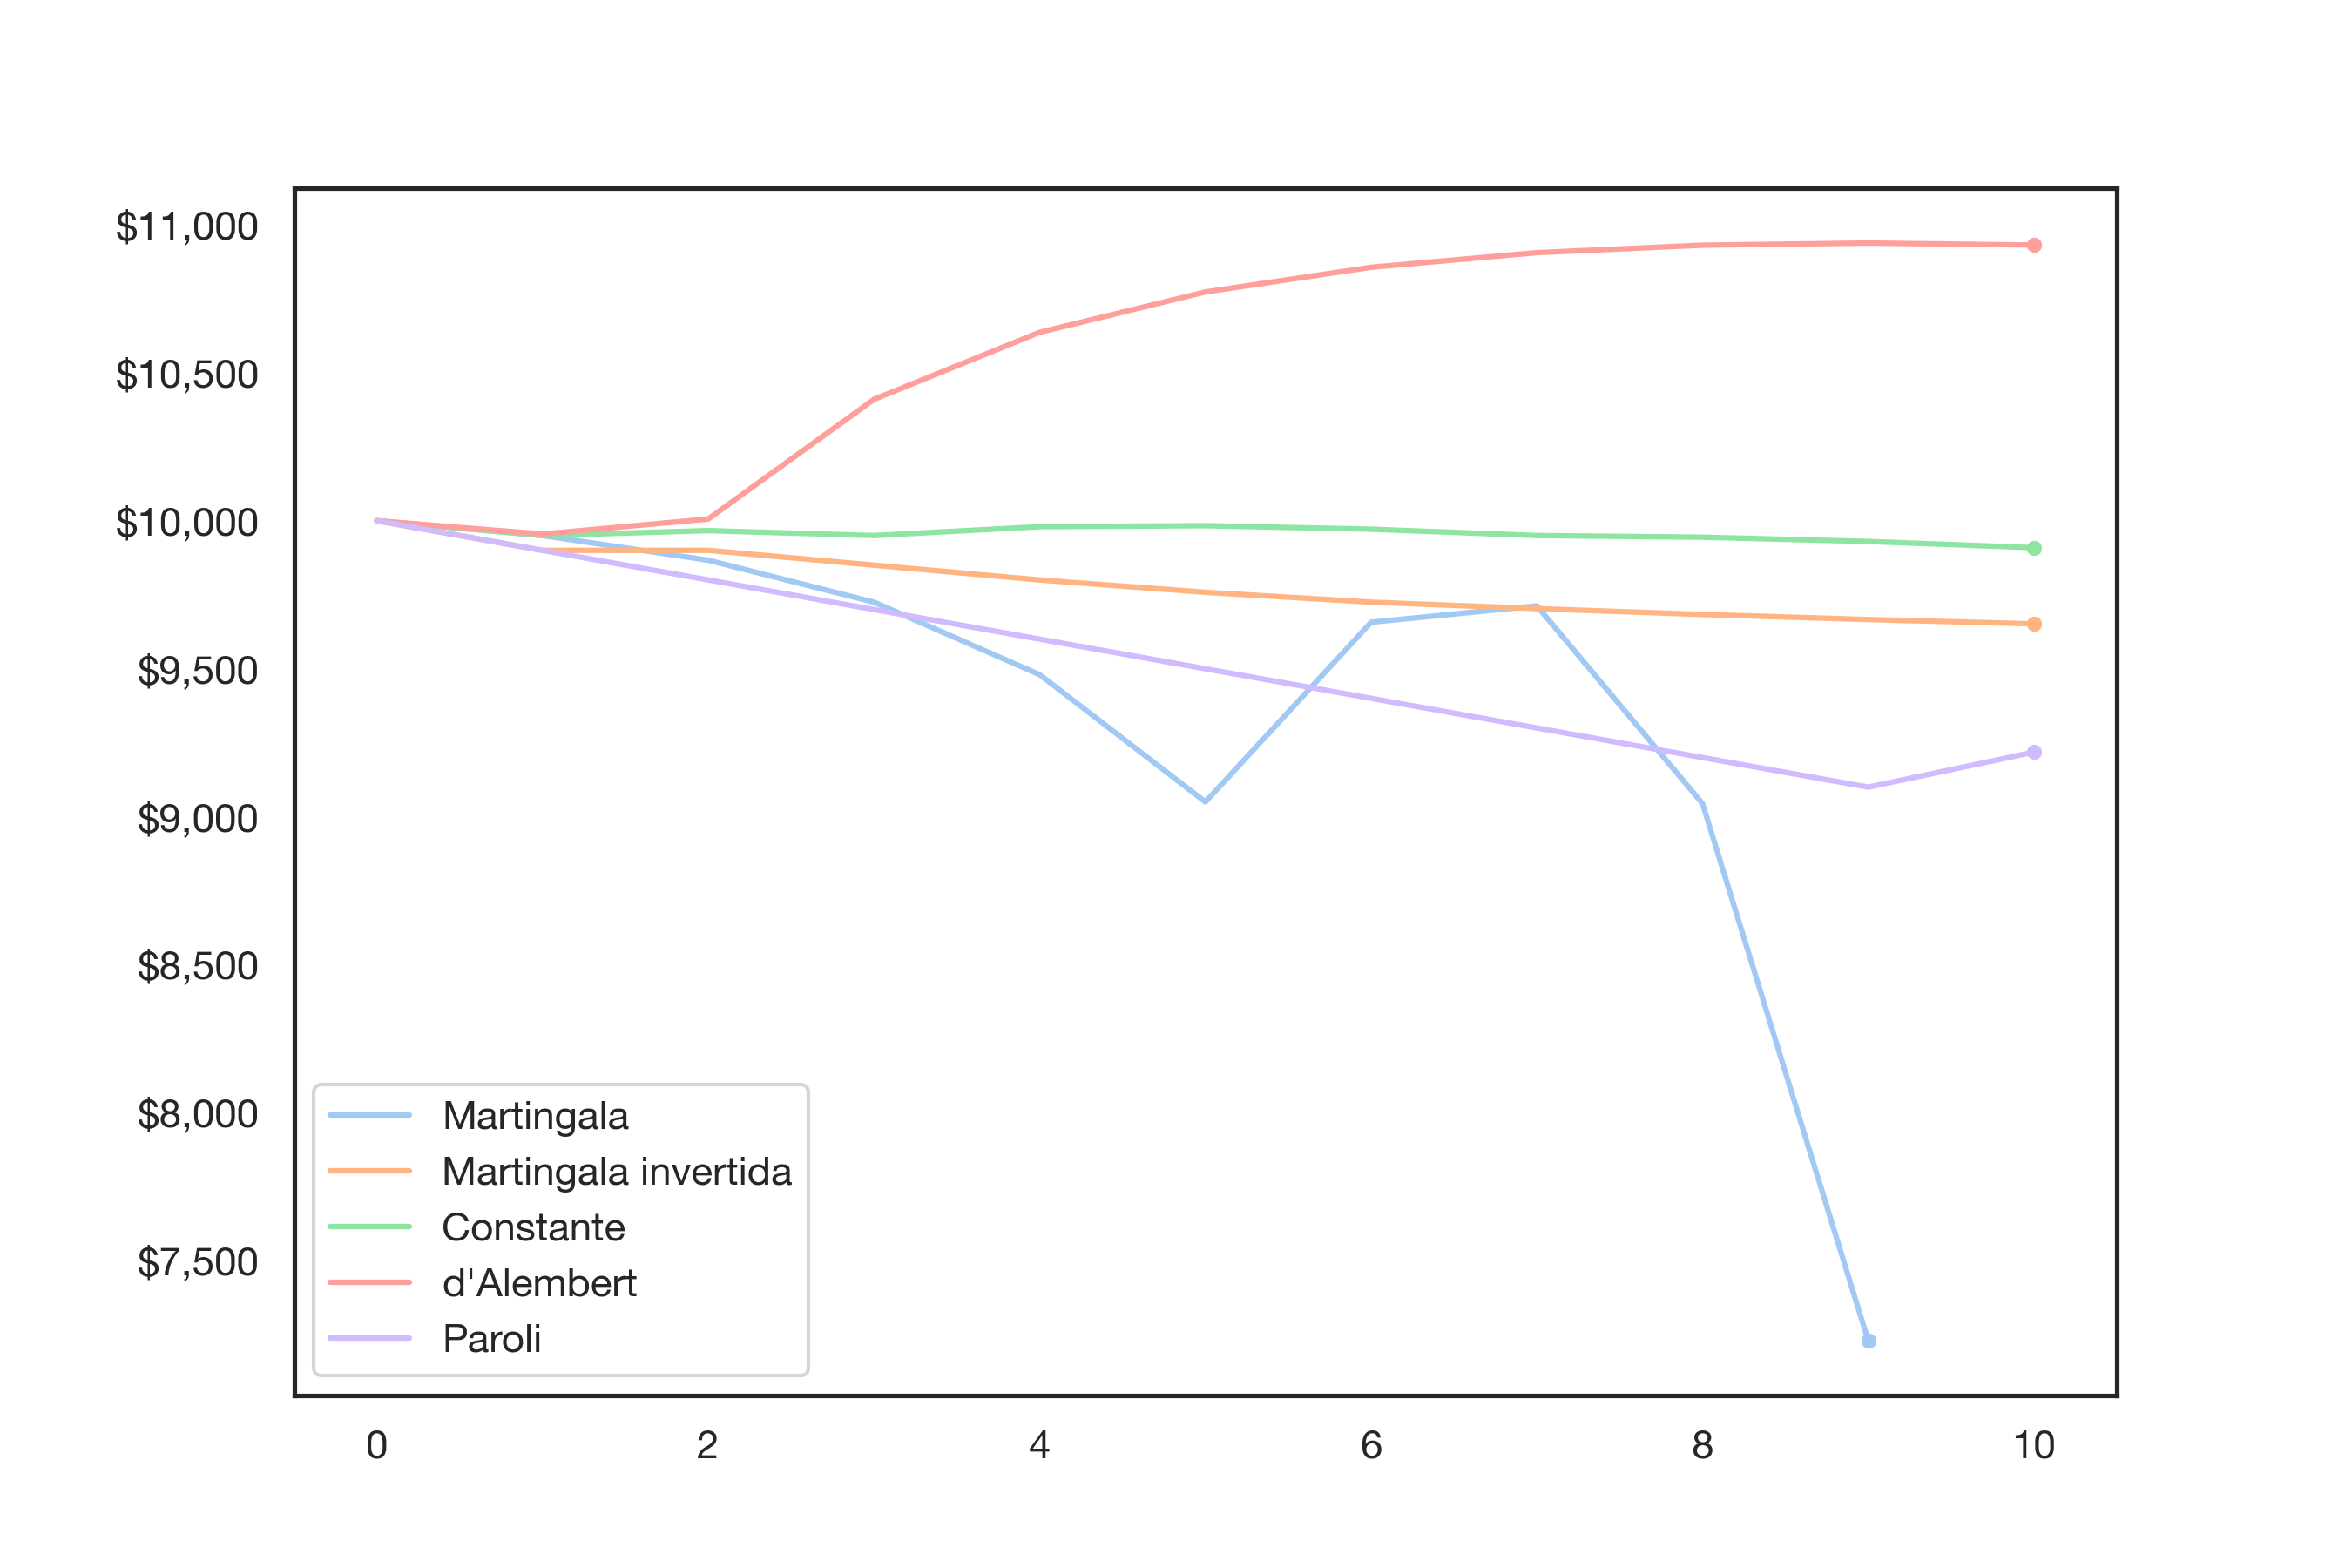 $11,000
$10,500
$10,000
$9,500
$9,000
$8,500
$8,000
$7,500
Martingala
Martingala invertida
Constante
d'Alembert
Paroli
0 2 4 6 8 10